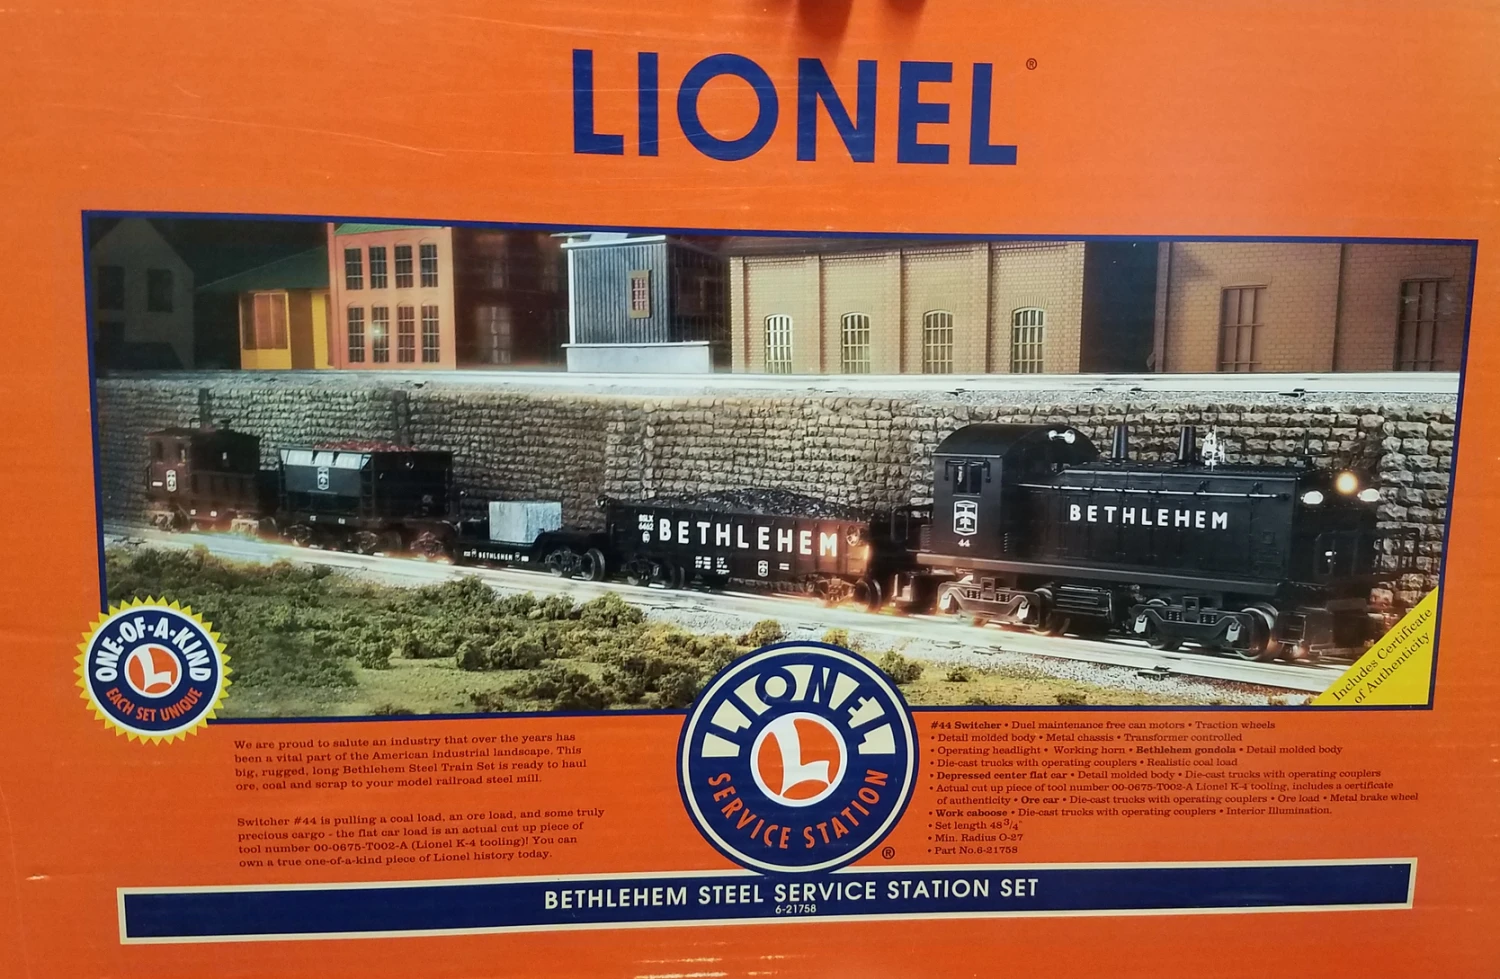 LIONEL®
BETHLEHEM
44
BSLX
6462
BETHLEHEM
BETHLEHEM
Includes Certificate
of Authenticity
ONE-OF-A-KIND
L
EACH SET UNIQUE
We are proud to salute an industry that over the years has
been a vital part of the American industrial landscape. This
big, rugged, long Bethlehem Steel Train Set is ready to haul
ore, coal and scrap to your model railroad steel mill.
Switcher #44 is pulling a coal load, an ore load, and some truly
precious cargo - the flat car load is an actual cut up piece of
tool number 00-0675-T002-A (Lionel K-4 tooling)! You can
own a true one-of-a-kind piece of Lionel history today.
LIONEL
L
SERVICE STATION®
#44 Switcher • Duel maintenance free can motors • Traction wheels
• Detail molded body • Metal chassis • Transformer controlled
• Operating headlight • Working horn • Bethlehem gondola • Detail molded body
• Die-cast trucks with operating couplers • Realistic coal load
• Depressed center flat car • Detail molded body • Die-cast trucks with operating couplers
• Actual cut up piece of tool number 00-0675-T002-A Lionel K-4 tooling, includes a certificate
of authenticity • Ore car • Die-cast trucks with operating couplers • Ore load • Metal brake wheel
• Work caboose • Die-cast trucks with operating couplers • Interior Illumination.
• Set length 48 3/4"
• Min. Radius O-27
• Part No.6-21758
BETHLEHEM STEEL SERVICE STATION SET
6-21758